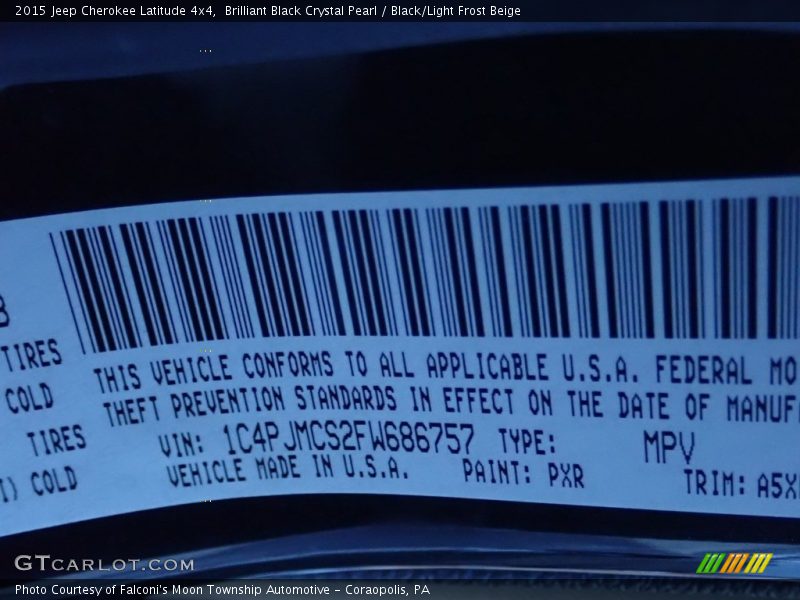 2015 Jeep Cherokee Latitude 4x4,  Brilliant Black Crystal Pearl / Black/Light Frost Beige
TIRES
COLD
TIRES
COLD
THIS VEHICLE CONFORMS TO ALL APPLICABLE U.S.A. FEDERAL MO
THEFT PREVENTION STANDARDS IN EFFECT ON THE DATE OF MANUF
VIN: 1C4PJMCS2FW686757 TYPE: MPV
VEHICLE MADE IN U.S.A. PAINT: PXR TRIM: A5X
GTCARLOT.COM
Photo Courtesy of Falconi's Moon Township Automotive - Coraopolis, PA